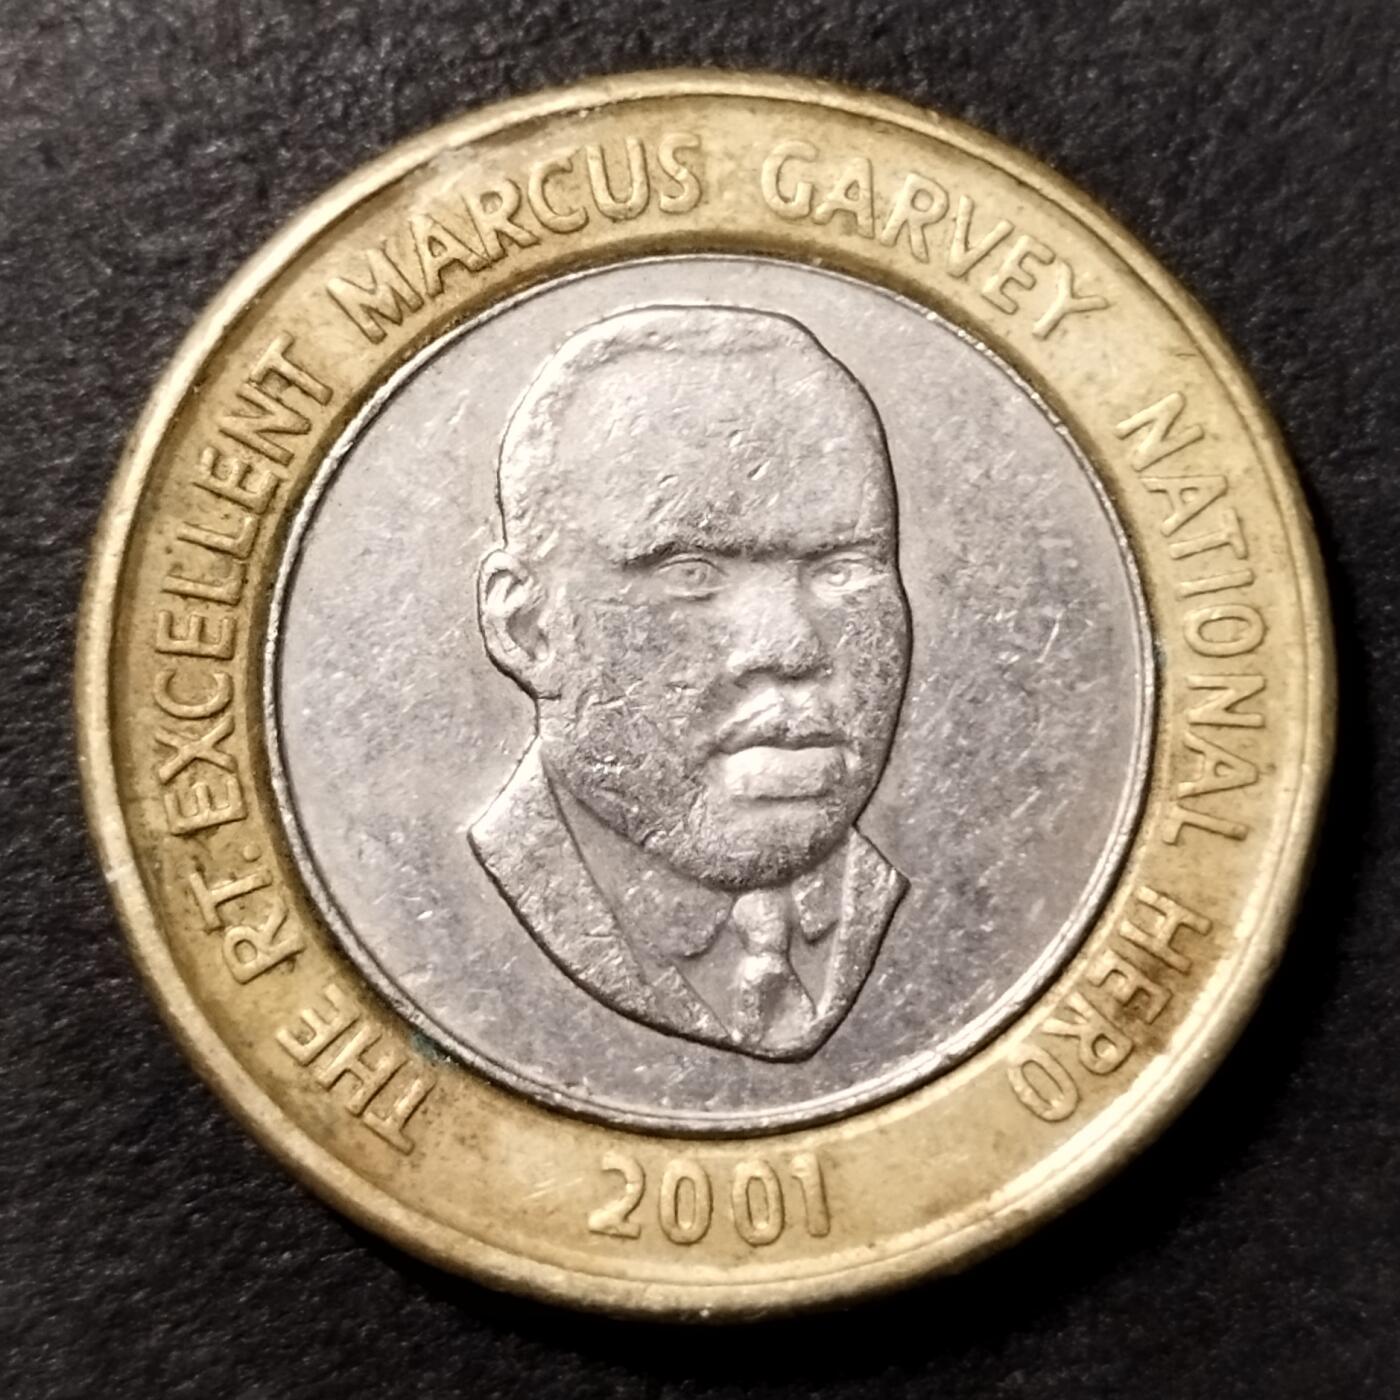 THE RT. EXCELLENT MARCUS GARVEY NATIONAL HERO
2001